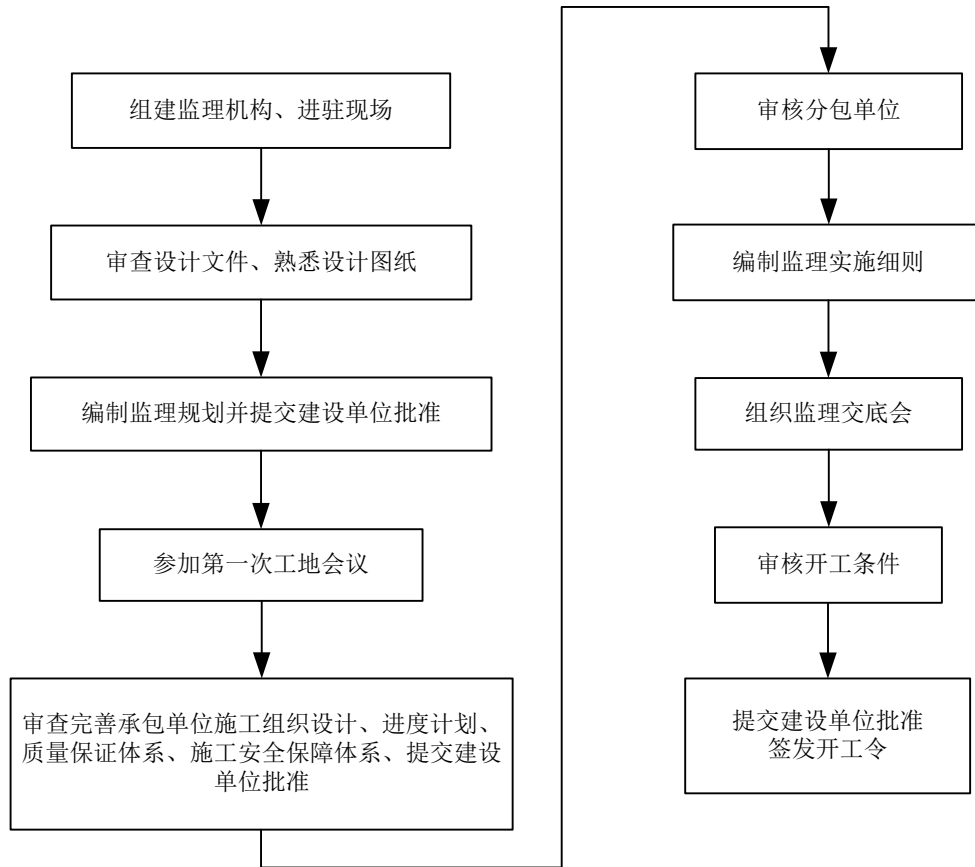 组建监理机构、进驻现场
审查设计文件、熟悉设计图纸
编制监理规划并提交建设单位批准
参加第一次工地会议
审查完善承包单位施工组织设计、进度计划、
质量保证体系、施工安全保障体系、提交建设
单位批准
审核分包单位
编制监理实施细则
组织监理交底会
审核开工条件
提交建设单位批准
签发开工令